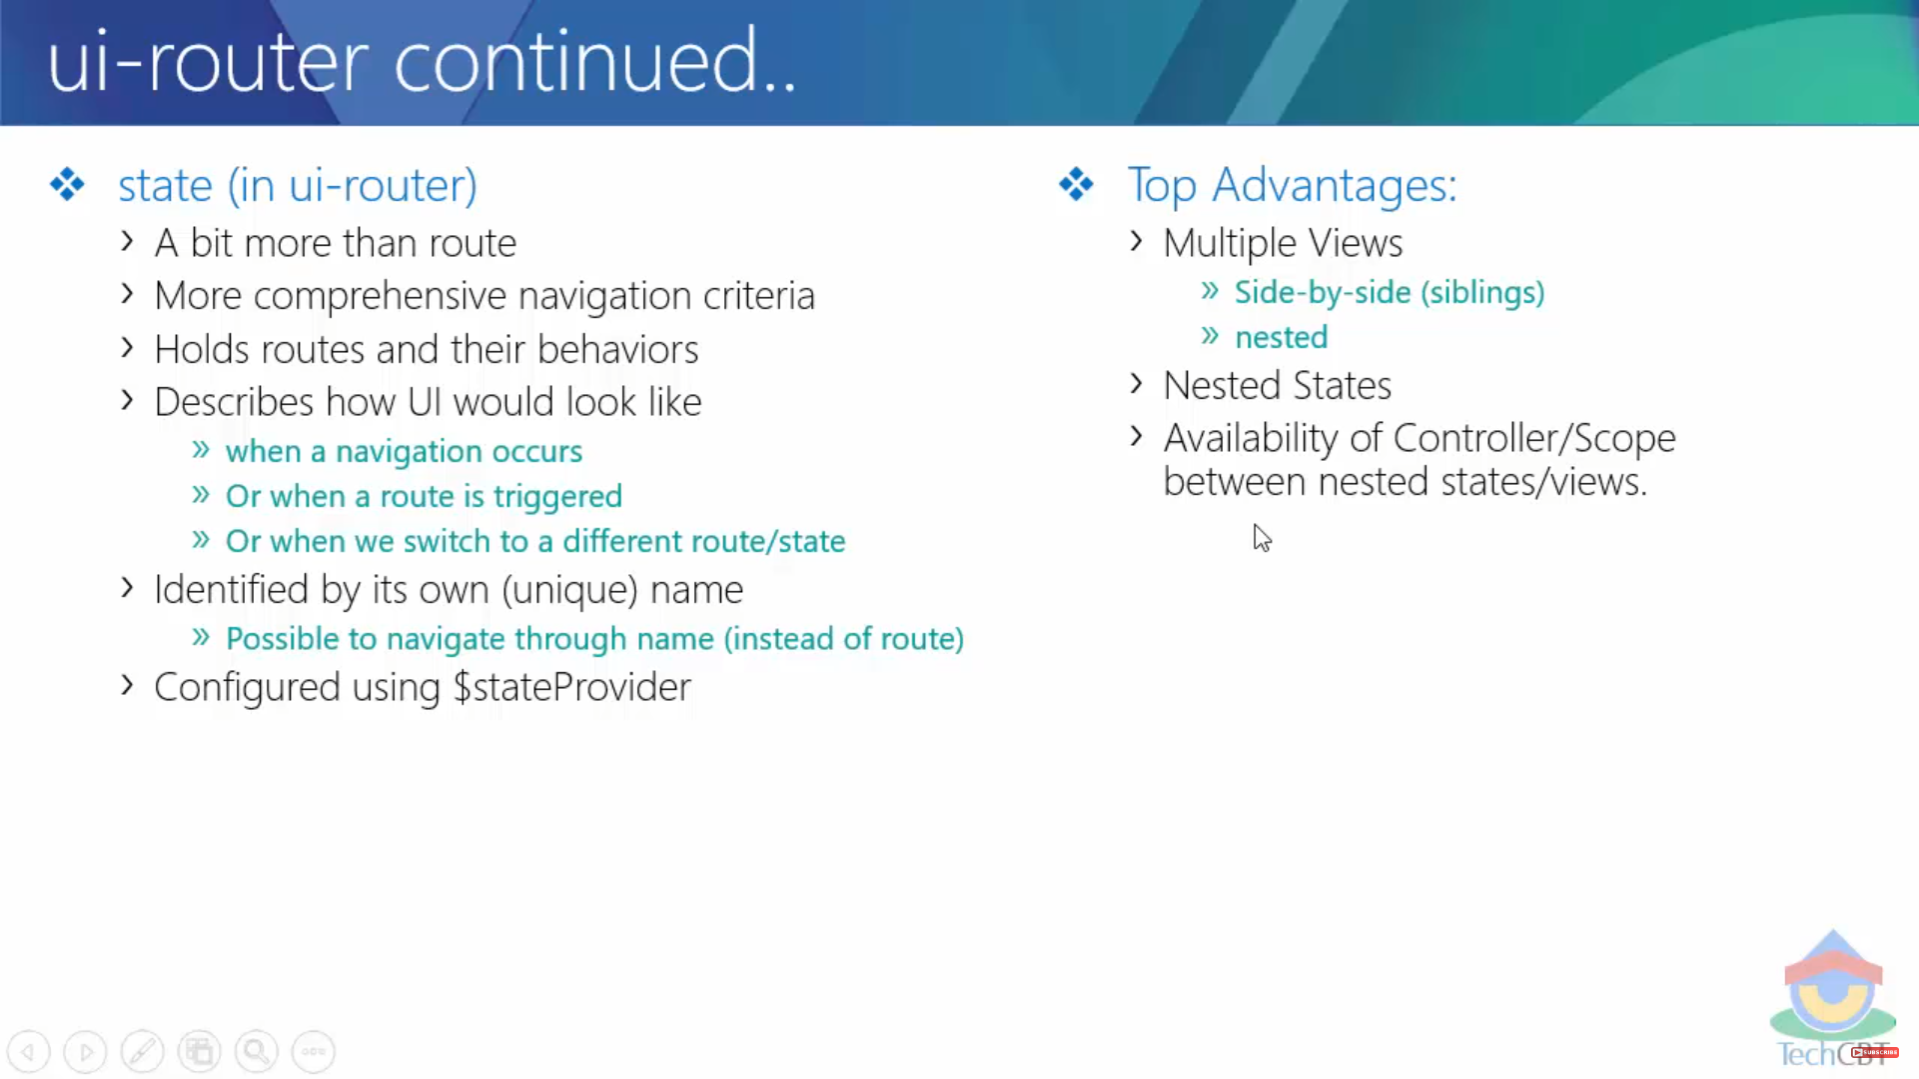 ui-router continued..
state (in ui-router)
A bit more than route
More comprehensive navigation criteria
Holds routes and their behaviors
Describes how UI would look like
when a navigation occurs
Or when a route is triggered
Or when we switch to a different route/state
Identified by its own (unique) name
Possible to navigate through name (instead of route)
Configured using $stateProvider
Top Advantages:
Multiple Views
Side-by-side (siblings)
nested
Nested States
Availability of Controller/Scope
between nested states/views.
TechCBT
SUBSCRIBE